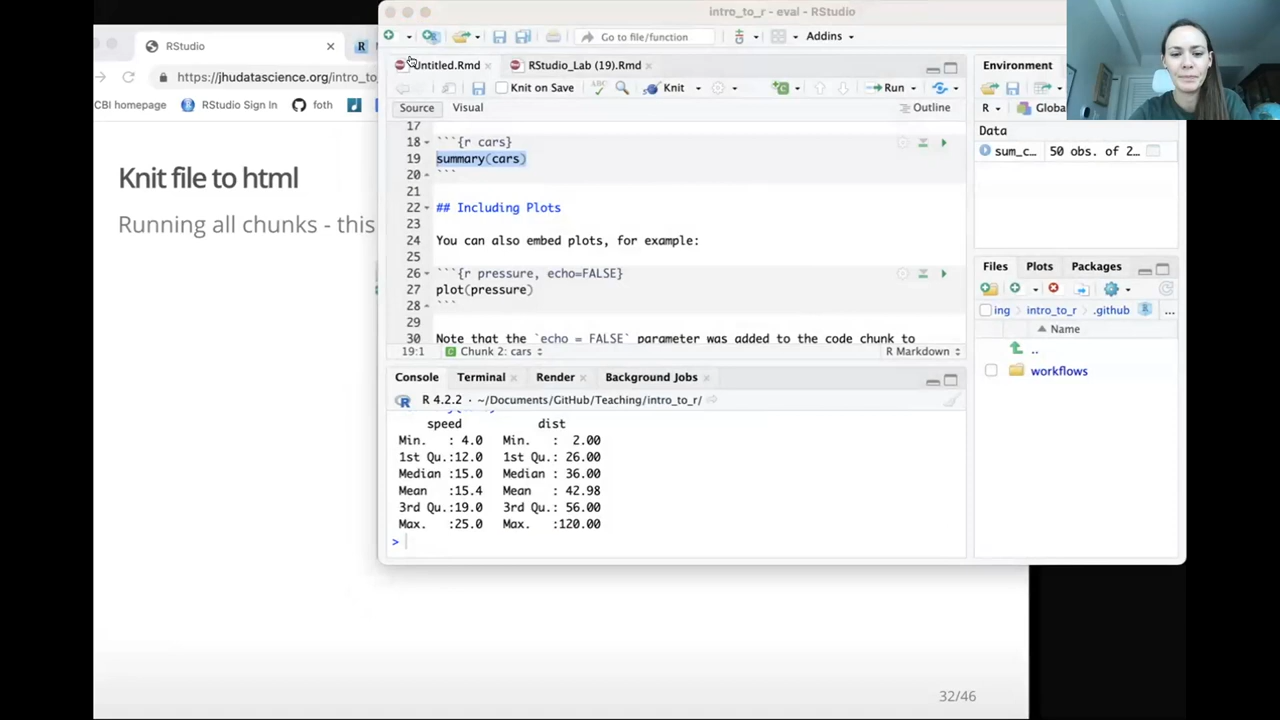 intro_to_r - eval - RStudio
Go to file/function
Addins
RStudio
https://jhudatascience.org/intro_to
CBI homepage
RStudio Sign In
foth
Untitled.Rmd
RStudio_Lab (19).Rmd
Knit on Save
ABC
Knit
Run
Source
Visual
Outline
17
18 ```{r cars}
19 summary(cars)
20 ```
21
22 ## Including Plots
23
24 You can also embed plots, for example:
25
26 ```{r pressure, echo=FALSE}
27 plot(pressure)
28 ```
29
30 Note that the `echo = FALSE` parameter was added to the code chunk to
19:1
Chunk 2: cars
R Markdown
Console
Terminal
Render
Background Jobs
R 4.2.2 · ~/Documents/GitHub/Teaching/intro_to_r/
speed dist
Min. : 4.0 Min. : 2.00
1st Qu.:12.0 1st Qu.: 26.00
Median :15.0 Median : 36.00
Mean :15.4 Mean : 42.98
3rd Qu.:19.0 3rd Qu.: 56.00
Max. :25.0 Max. :120.00
>
Environment
R
Globa
Data
sum_c... 50 obs. of 2...
Files
Plots
Packages
ing
intro_to_r
.github
...
Name
..
workflows
Knit file to html
Running all chunks - this
32/46